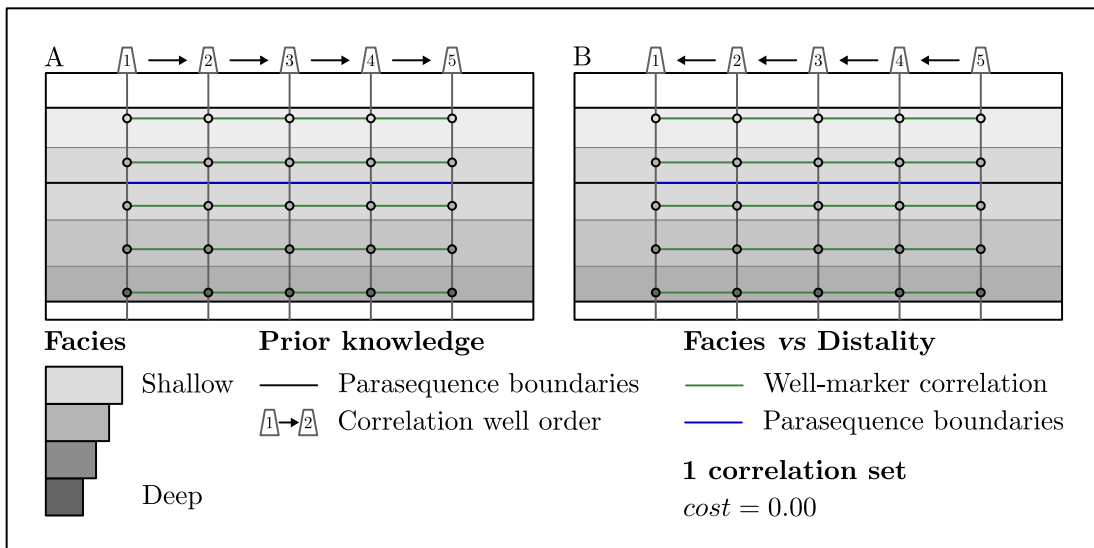 A 1 2 3 4 5
B 1 2 3 4 5
Facies
Shallow
Deep
Prior knowledge
Parasequence boundaries
1 2 Correlation well order
Facies vs Distality
Well-marker correlation
Parasequence boundaries
1 correlation set
cost = 0.00